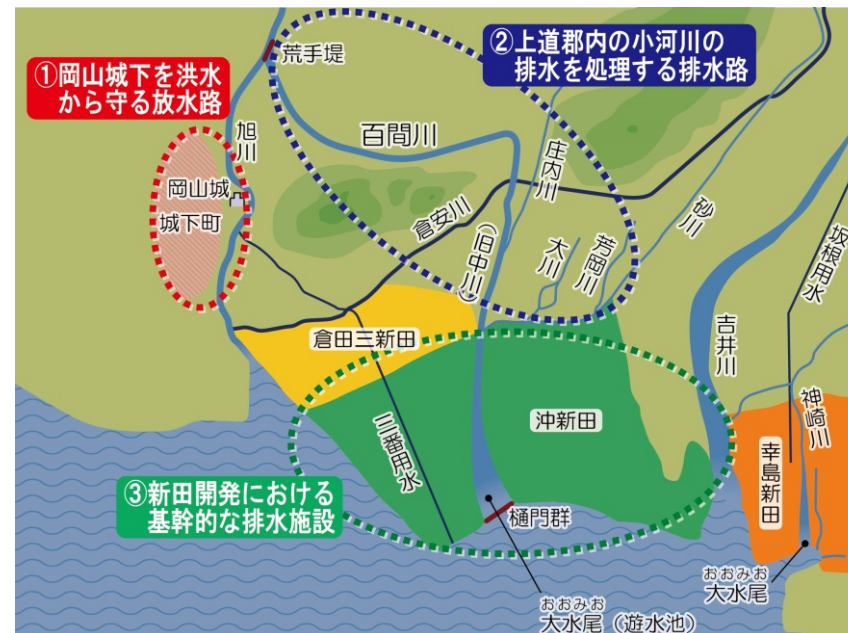 ①岡山城下を洪水
から守る放水路
荒手堤
②上道郡内の小河川の
排水を処理する排水路
旭川
百間川
岡山城
城下町
倉安川
(旧中川)
庄内川
大川
芳岡川
砂川
坂根用水
吉井川
神崎川
倉田三新田
三番用水
沖新田
幸島新田
③新田開発における
基幹的な排水施設
樋門群
おおみお
大水尾
おおみお
大水尾(遊水池)